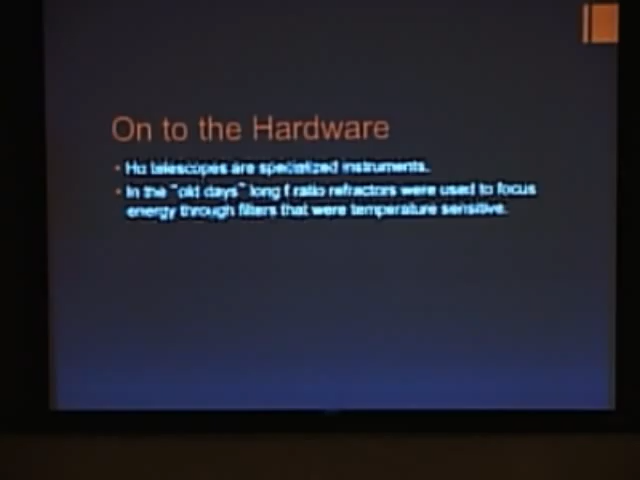 On to the Hardware
• Hα telescopes are specialized instruments.
• In the "old days" long f ratio refractors were used to focus
energy through filters that were temperature sensitive.